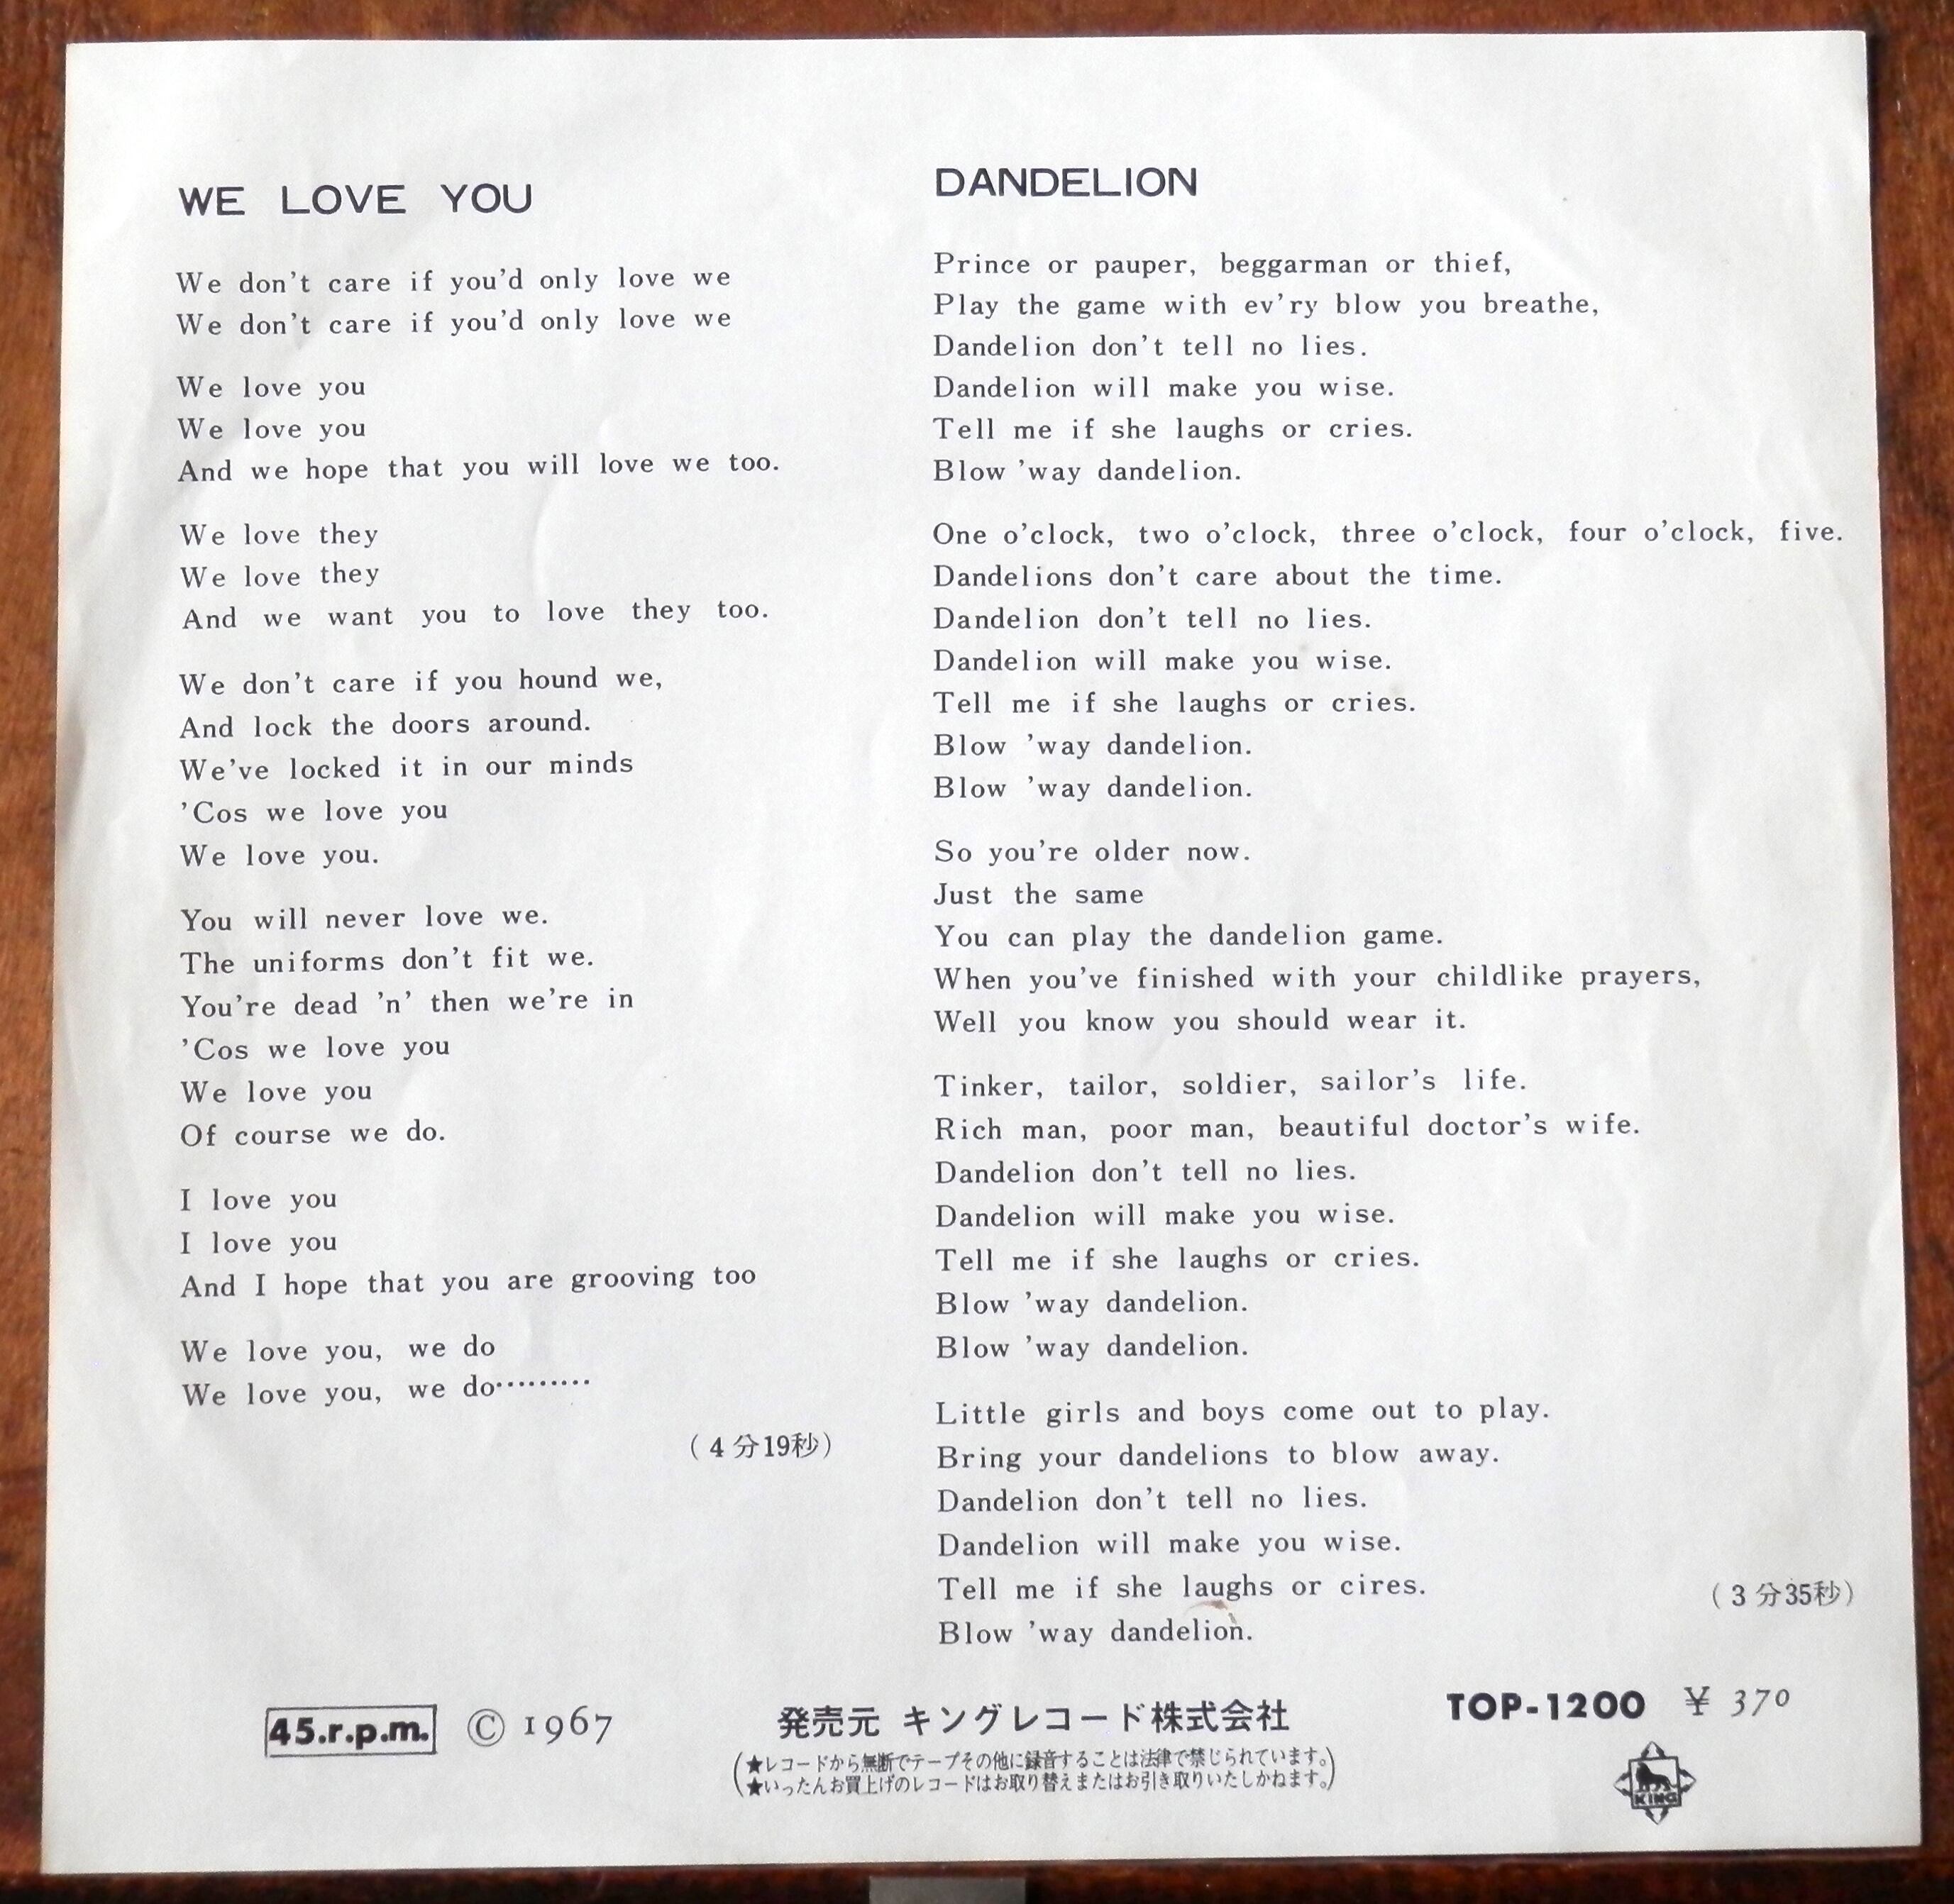 WE LOVE YOU
We don't care if you'd only love we
We don't care if you'd only love we
We love you
We love you
And we hope that you will love we too.
We love they
We love they
And we want you to love they too.
We don't care if you hound we,
And lock the doors around.
We've locked it in our minds
'Cos we love you
We love you.
You will never love we.
The uniforms don't fit we.
You're dead 'n' then we're in
'Cos we love you
We love you
Of course we do.
I love you
I love you
And I hope that you are grooving too
We love you, we do
We love you, we do………
(4分19秒)
DANDELION
Prince or pauper, beggarman or thief,
Play the game with ev'ry blow you breathe,
Dandelion don't tell no lies.
Dandelion will make you wise.
Tell me if she laughs or cries.
Blow 'way dandelion.
One o'clock, two o'clock, three o'clock, four o'clock, five.
Dandelions don't care about the time.
Dandelion don't tell no lies.
Dandelion will make you wise.
Tell me if she laughs or cries.
Blow 'way dandelion.
Blow 'way dandelion.
So you're older now.
Just the same
You can play the dandelion game.
When you've finished with your childlike prayers,
Well you know you should wear it.
Tinker, tailor, soldier, sailor's life.
Rich man, poor man, beautiful doctor's wife.
Dandelion don't tell no lies.
Dandelion will make you wise.
Tell me if she laughs or cries.
Blow 'way dandelion.
Blow 'way dandelion.
Little girls and boys come out to play.
Bring your dandelions to blow away.
Dandelion don't tell no lies.
Dandelion will make you wise.
Tell me if she laughs or cires.
Blow 'way dandelion.
(3分35秒)
45.r.p.m. © 1967
発売元 キングレコード株式会社
(★レコードから無断でテープその他に録音することは法律で禁じられています。
★いったんお買上げのレコードはお取り替えまたはお引き取りいたしかねます。)
TOP-1200 ¥ 370
KING